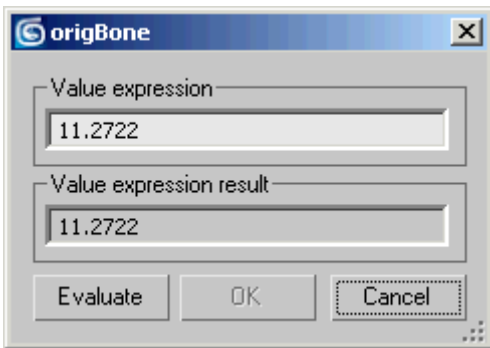 origBone
Value expression
11.2722
Value expression result
11.2722
Evaluate OK Cancel